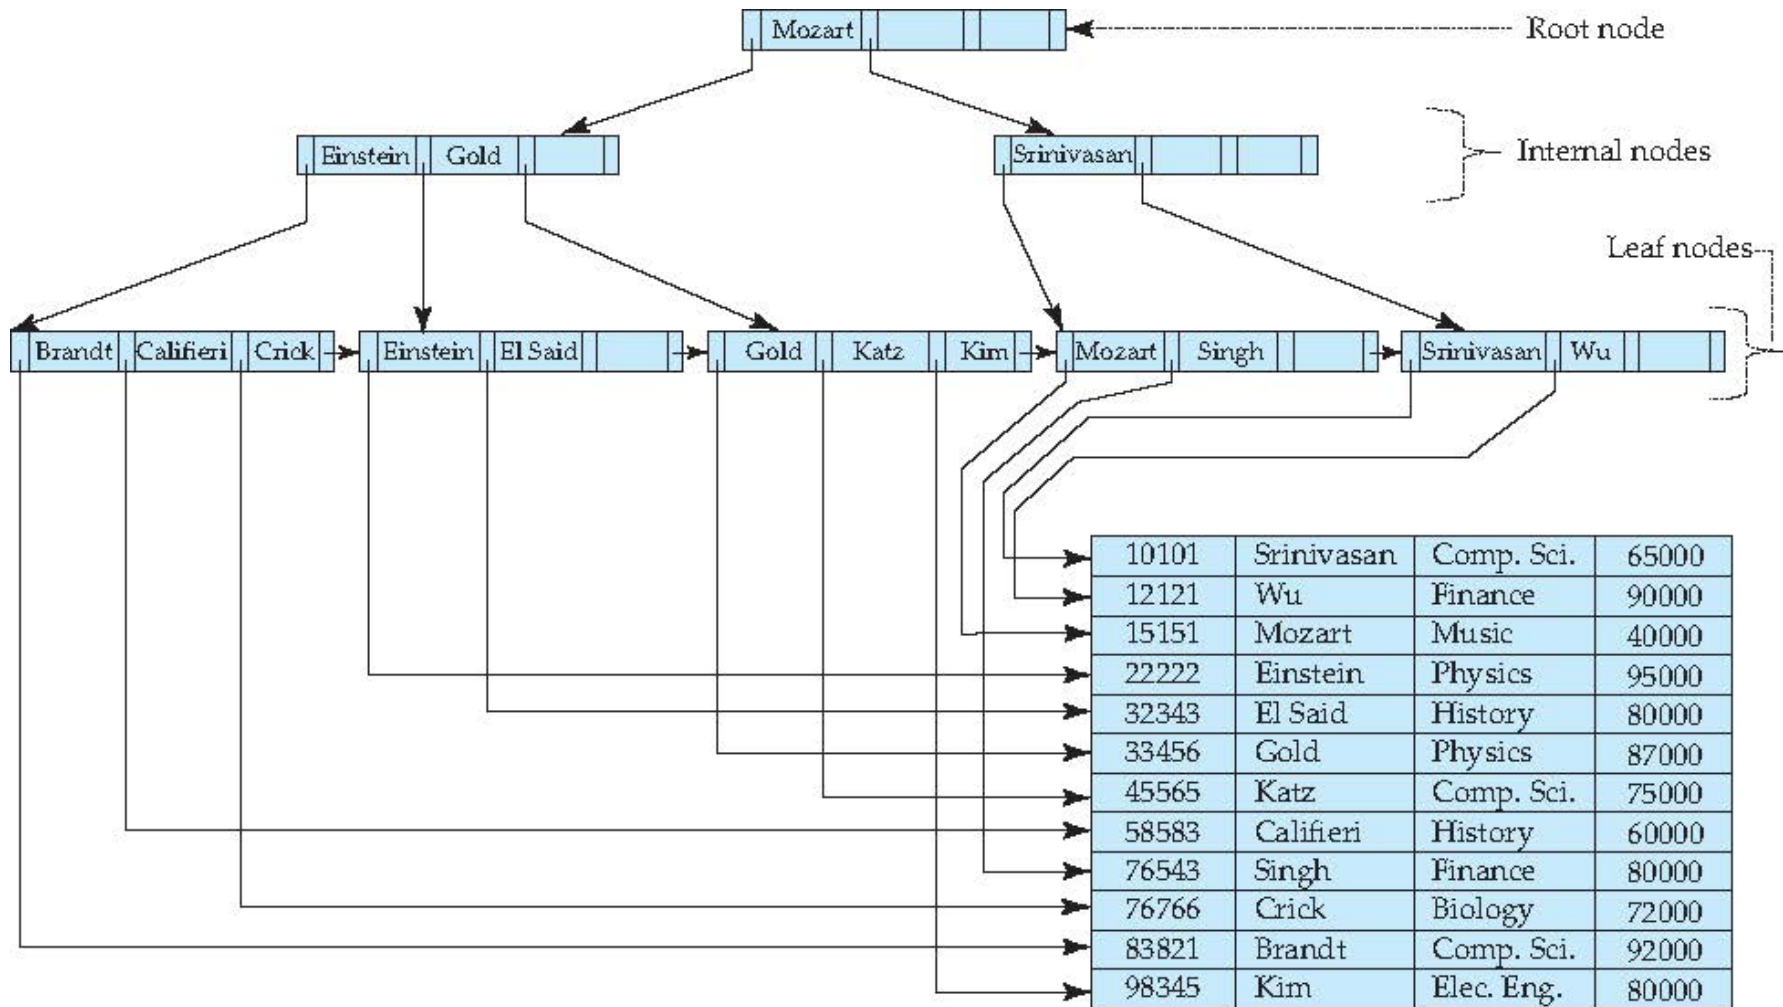 Mozart
Root node
Einstein Gold
Srinivasan
Internal nodes
Leaf nodes
Brandt Califieri Crick
Einstein El Said
Gold Katz Kim
Mozart Singh
Srinivasan Wu
10101 Srinivasan Comp. Sci. 65000
12121 Wu Finance 90000
15151 Mozart Music 40000
22222 Einstein Physics 95000
32343 El Said History 80000
33456 Gold Physics 87000
45565 Katz Comp. Sci. 75000
58583 Califieri History 60000
76543 Singh Finance 80000
76766 Crick Biology 72000
83821 Brandt Comp. Sci. 92000
98345 Kim Elec. Eng. 80000